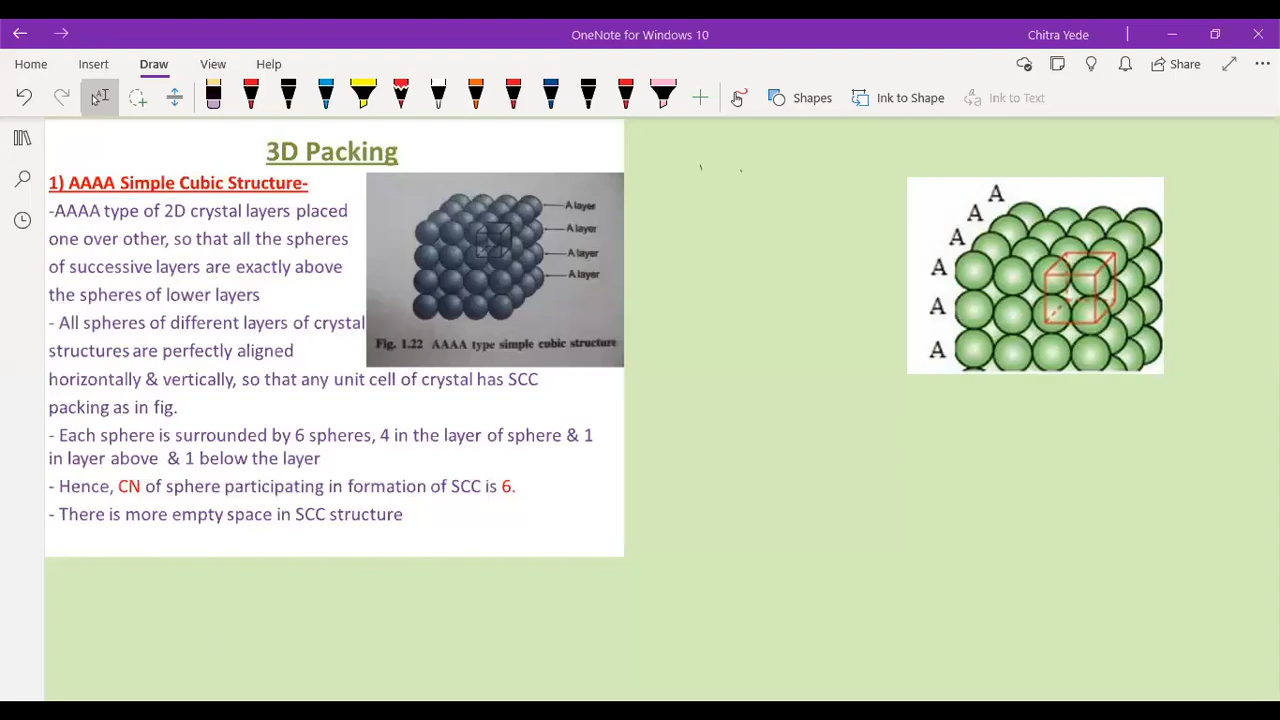 OneNote for Windows 10
Chitra Yede
Home Insert Draw View Help
Share
Shapes
Ink to Shape
Ink to Text
3D Packing
1) AAAA Simple Cubic Structure-
-AAAA type of 2D crystal layers placed
one over other, so that all the spheres
of successive layers are exactly above
the spheres of lower layers
- All spheres of different layers of crystal
structures are perfectly aligned
horizontally & vertically, so that any unit cell of crystal has SCC
packing as in fig.
- Each sphere is surrounded by 6 spheres, 4 in the layer of sphere & 1
in layer above & 1 below the layer
- Hence, CN of sphere participating in formation of SCC is 6.
- There is more empty space in SCC structure
A layer
A layer
A layer
A layer
Fig. 1.22 AAAA type simple cubic structure
A
A
A
A
A
A